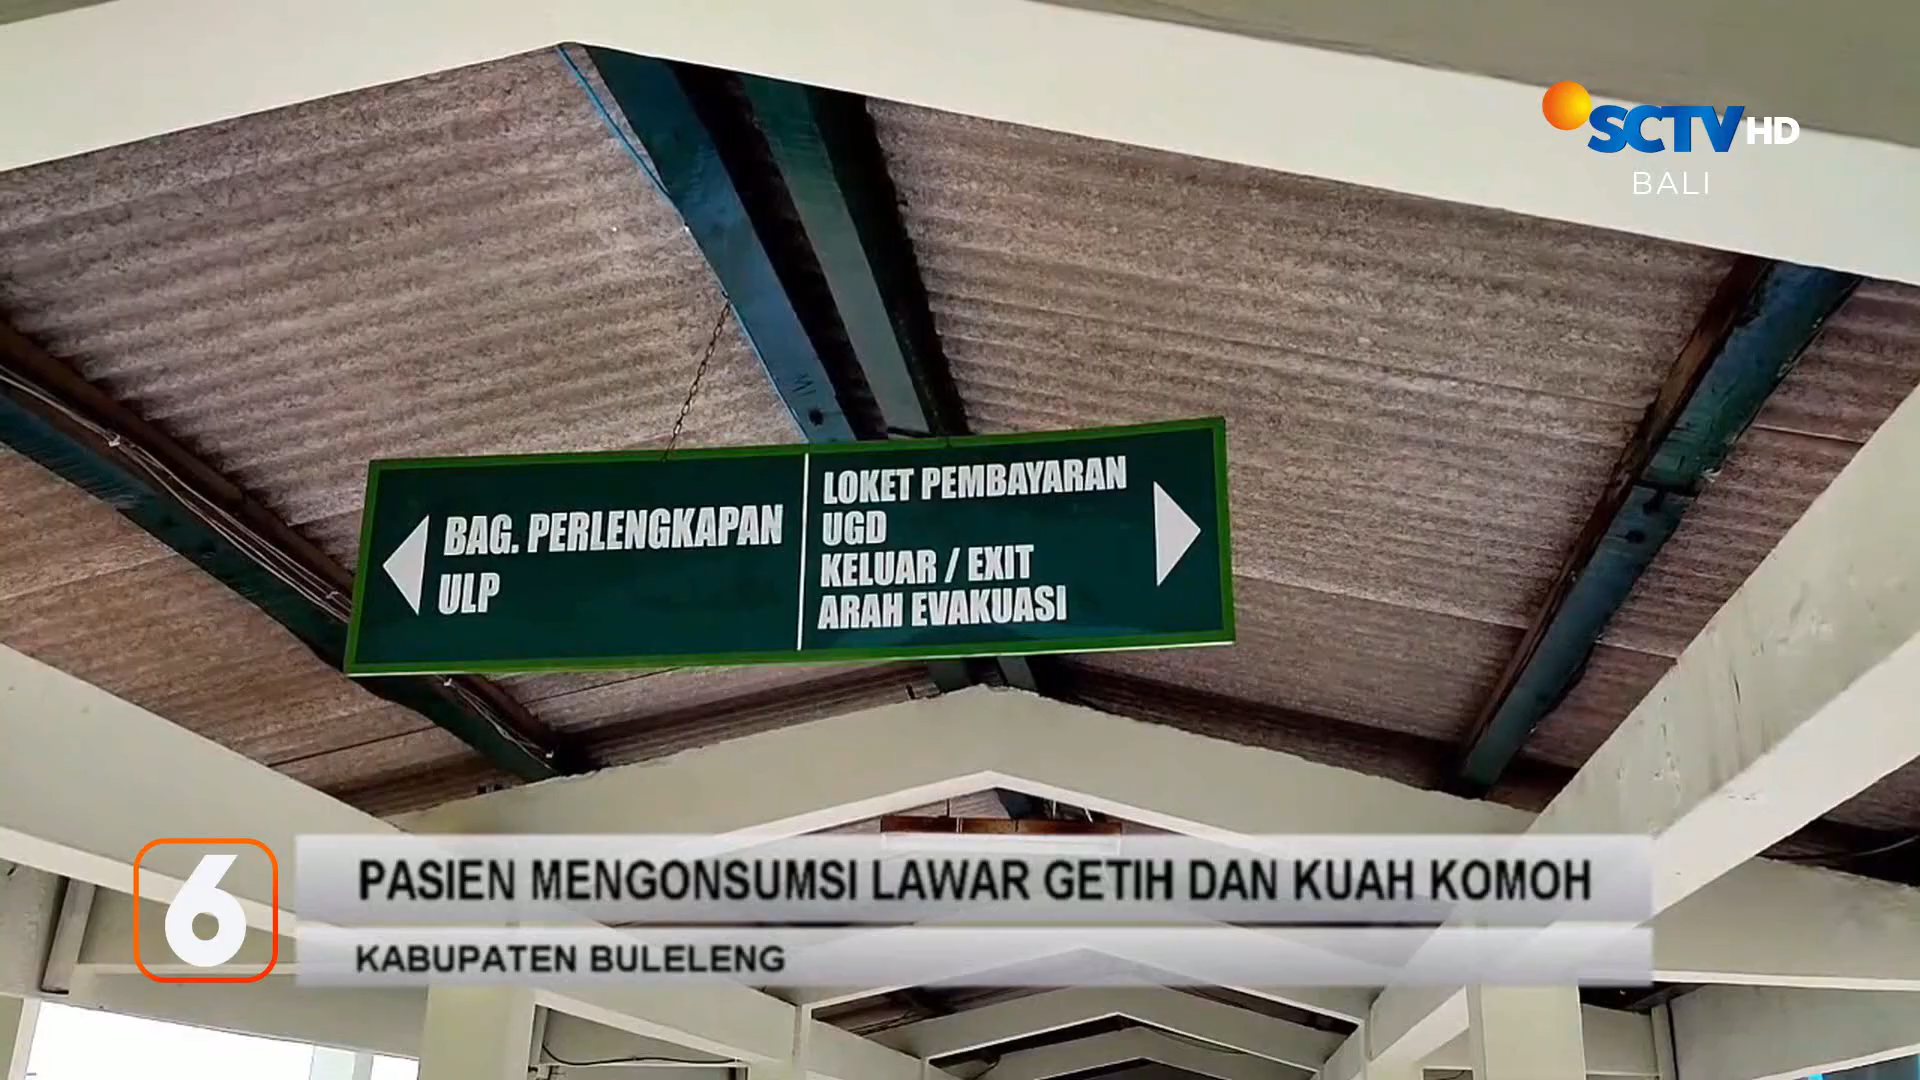 SCTV HD
BALI
BAG. PERLENGKAPAN
ULP
LOKET PEMBAYARAN
UGD
KELUAR / EXIT
ARAH EVAKUASI
6
PASIEN MENGONSUMSI LAWAR GETIH DAN KUAH KOMOH
KABUPATEN BULELENG